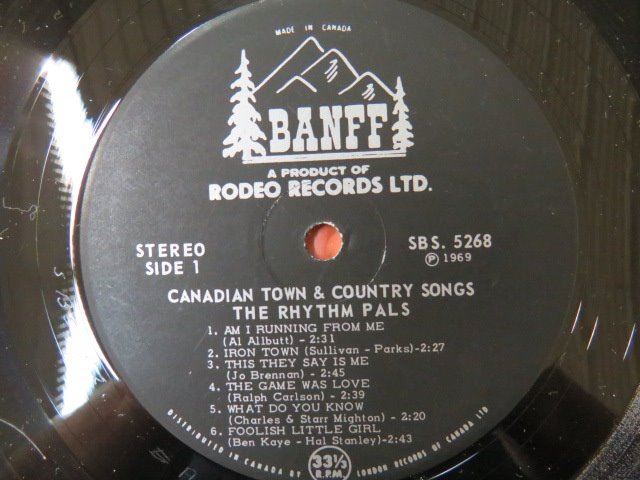 MADE IN CANADA
BANFF
A PRODUCT OF
RODEO RECORDS LTD.
STEREO
SIDE 1
SBS. 5268
Ⓟ 1969
CANADIAN TOWN & COUNTRY SONGS
THE RHYTHM PALS
1. AM I RUNNING FROM ME
(Al Allbutt) - 2:31
2. IRON TOWN (Sullivan - Parks) - 2:27
3. THIS THEY SAY IS ME
(Jo Brennan) - 2:45
4. THE GAME WAS LOVE
(Ralph Carlson) - 2:39
5. WHAT DO YOU KNOW
(Charles & Starr Mighton) - 2:20
6. FOOLISH LITTLE GIRL
(Ben Kaye - Hal Stanley) - 2:43
DISTRIBUTED IN CANADA BY LONDON RECORDS OF CANADA LTD
33⅓
R.P.M.